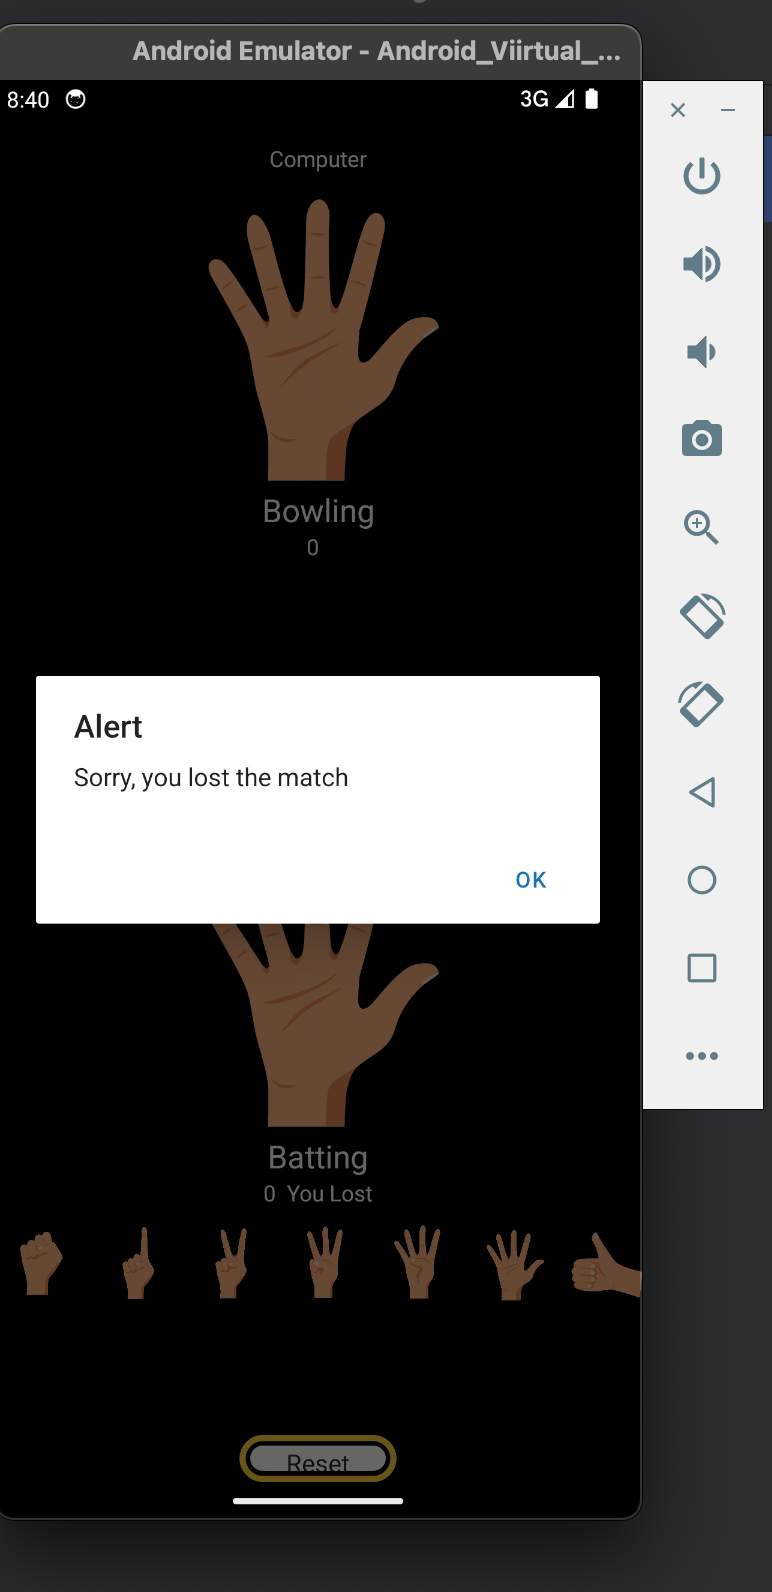 Android Emulator - Android_Viirtual_...
8:40 3G
Computer
Bowling
0
Alert
Sorry, you lost the match
OK
Batting
0 You Lost
Reset